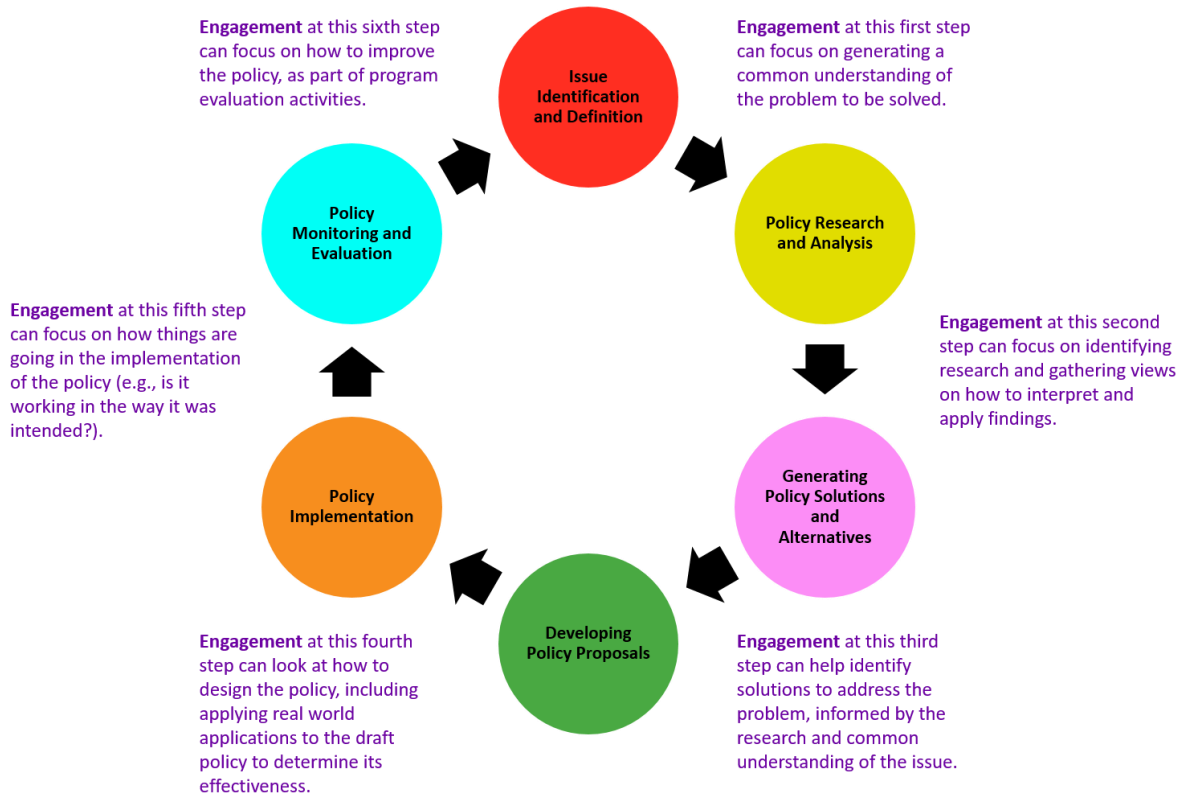 Issue
Identification
and Definition
Engagement at this first step
can focus on generating a
common understanding of
the problem to be solved.
Policy Research
and Analysis
Engagement at this second
step can focus on identifying
research and gathering views
on how to interpret and
apply findings.
Generating
Policy Solutions
and
Alternatives
Engagement at this third
step can help identify
solutions to address the
problem, informed by the
research and common
understanding of the issue.
Developing
Policy Proposals
Engagement at this fourth
step can look at how to
design the policy, including
applying real world
applications to the draft
policy to determine its
effectiveness.
Policy
Implementation
Engagement at this fifth step
can focus on how things are
going in the implementation
of the policy (e.g., is it
working in the way it was
intended?).
Policy
Monitoring and
Evaluation
Engagement at this sixth step
can focus on how to improve
the policy, as part of program
evaluation activities.